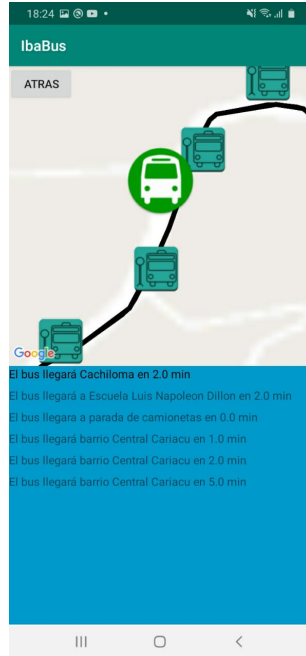 18:24
IbaBus
ATRAS
Google
El bus llegará Cachiloma en 2.0 min
El bus llegará a Escuela Luis Napoleon Dillon en 2.0 min
El bus llegara a parada de camionetas en 0.0 min
El bus llegará barrio Central Cariacu en 1.0 min
El bus llegará barrio Central Cariacu en 2.0 min
El bus llegará barrio Central Cariacu en 5.0 min